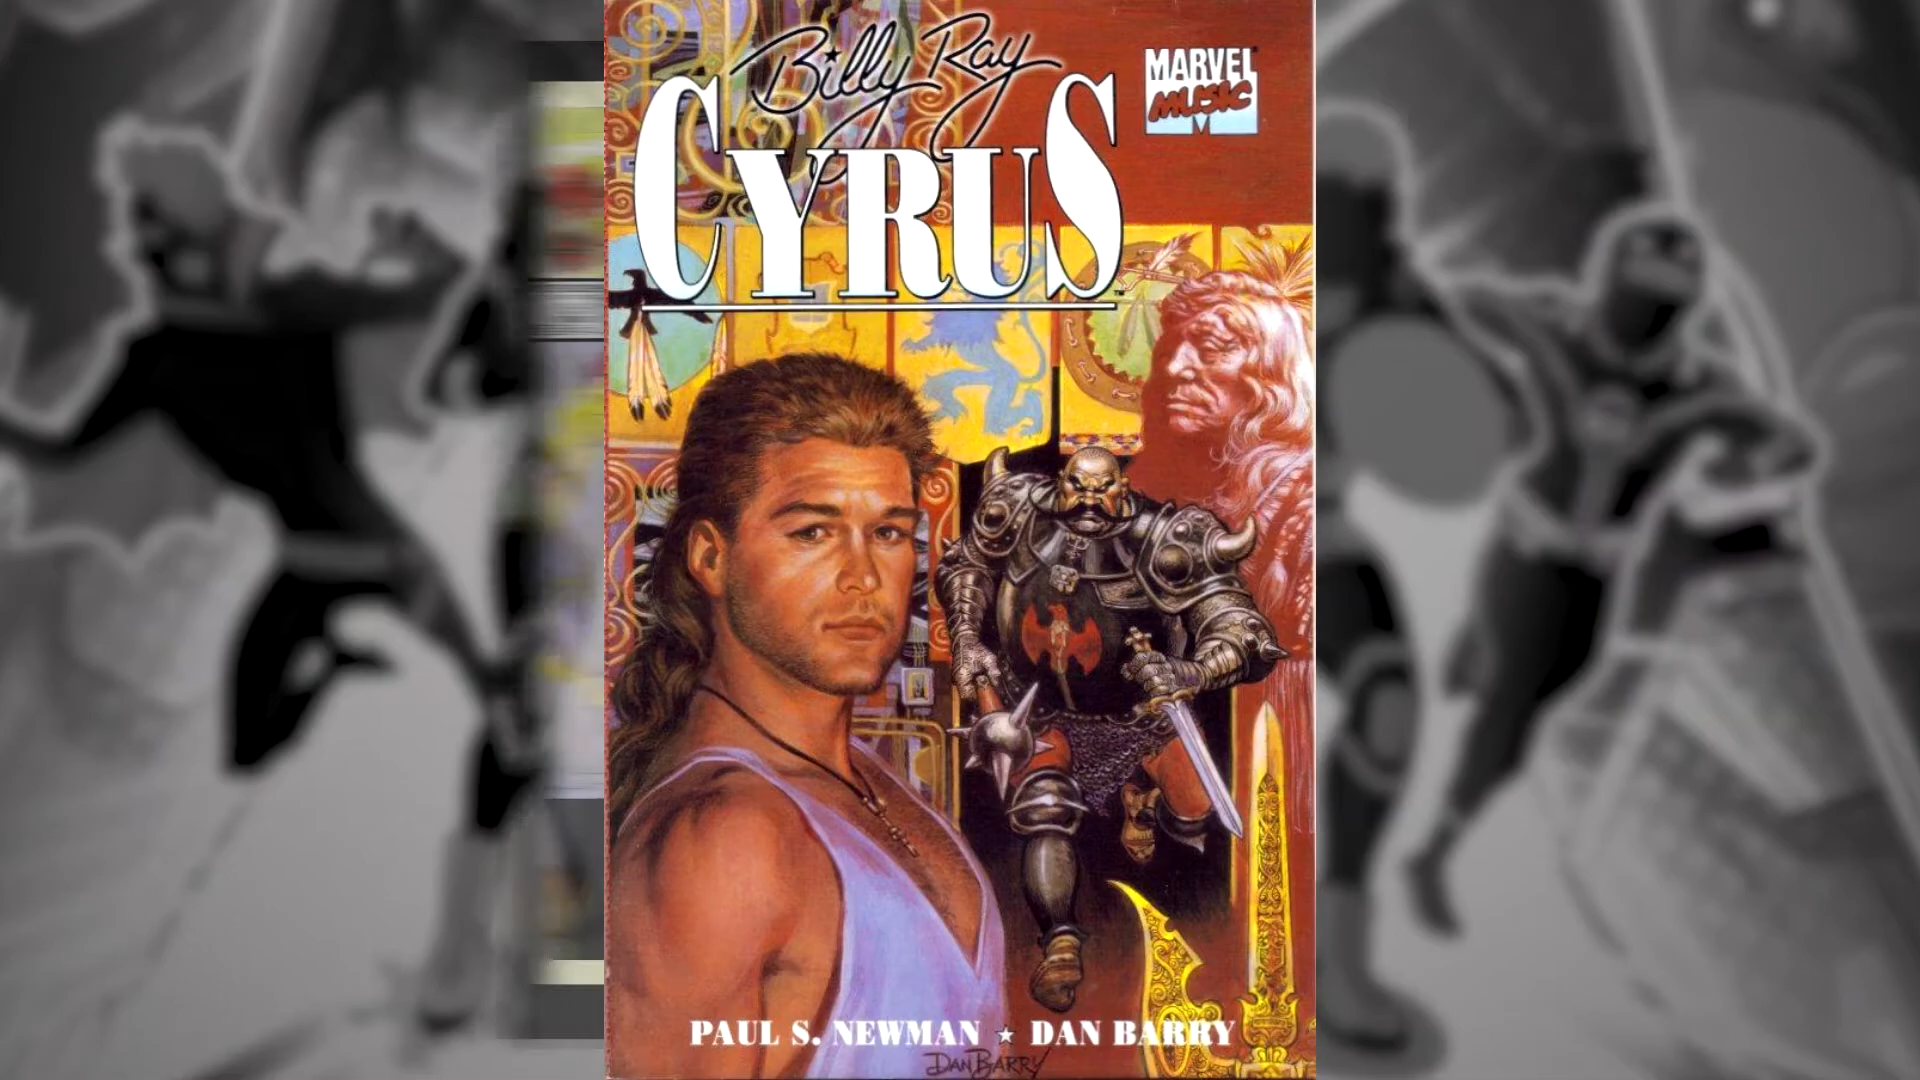 Billy Ray
CYRUS
MARVEL
MUSIC
PAUL S. NEWMAN ★ DAN BARRY
DAN BARRY